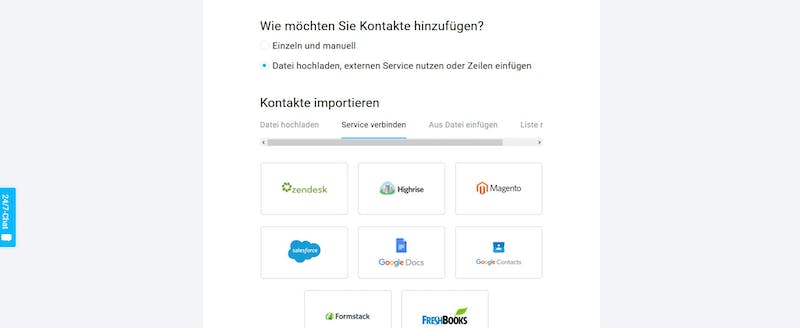 Wie möchten Sie Kontakte hinzufügen?
Einzeln und manuell
Datei hochladen, externen Service nutzen oder Zeilen einfügen
Kontakte importieren
Datei hochladen Service verbinden Aus Datei einfügen Liste
zendesk Highrise Magento
salesforce Google Docs Google Contacts
Formstack FRESHBOOKS
24/7-Chat